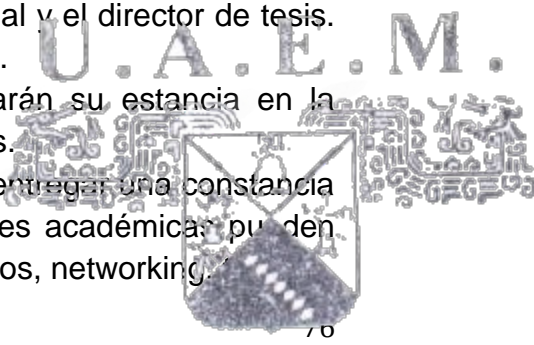 al y el director de tesis.
U.A.E.M.
arán su estancia en la
s.
entregar una constancia
es académicas pueden
os, networking,
76